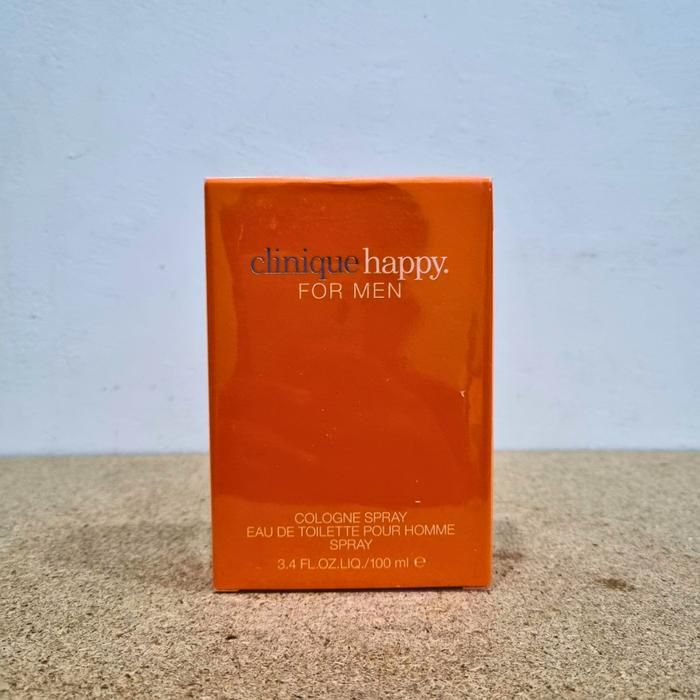 clinique happy.
FOR MEN
COLOGNE SPRAY
EAU DE TOILETTE POUR HOMME
SPRAY
3.4 FL.OZ.LIQ./100 ml ℮